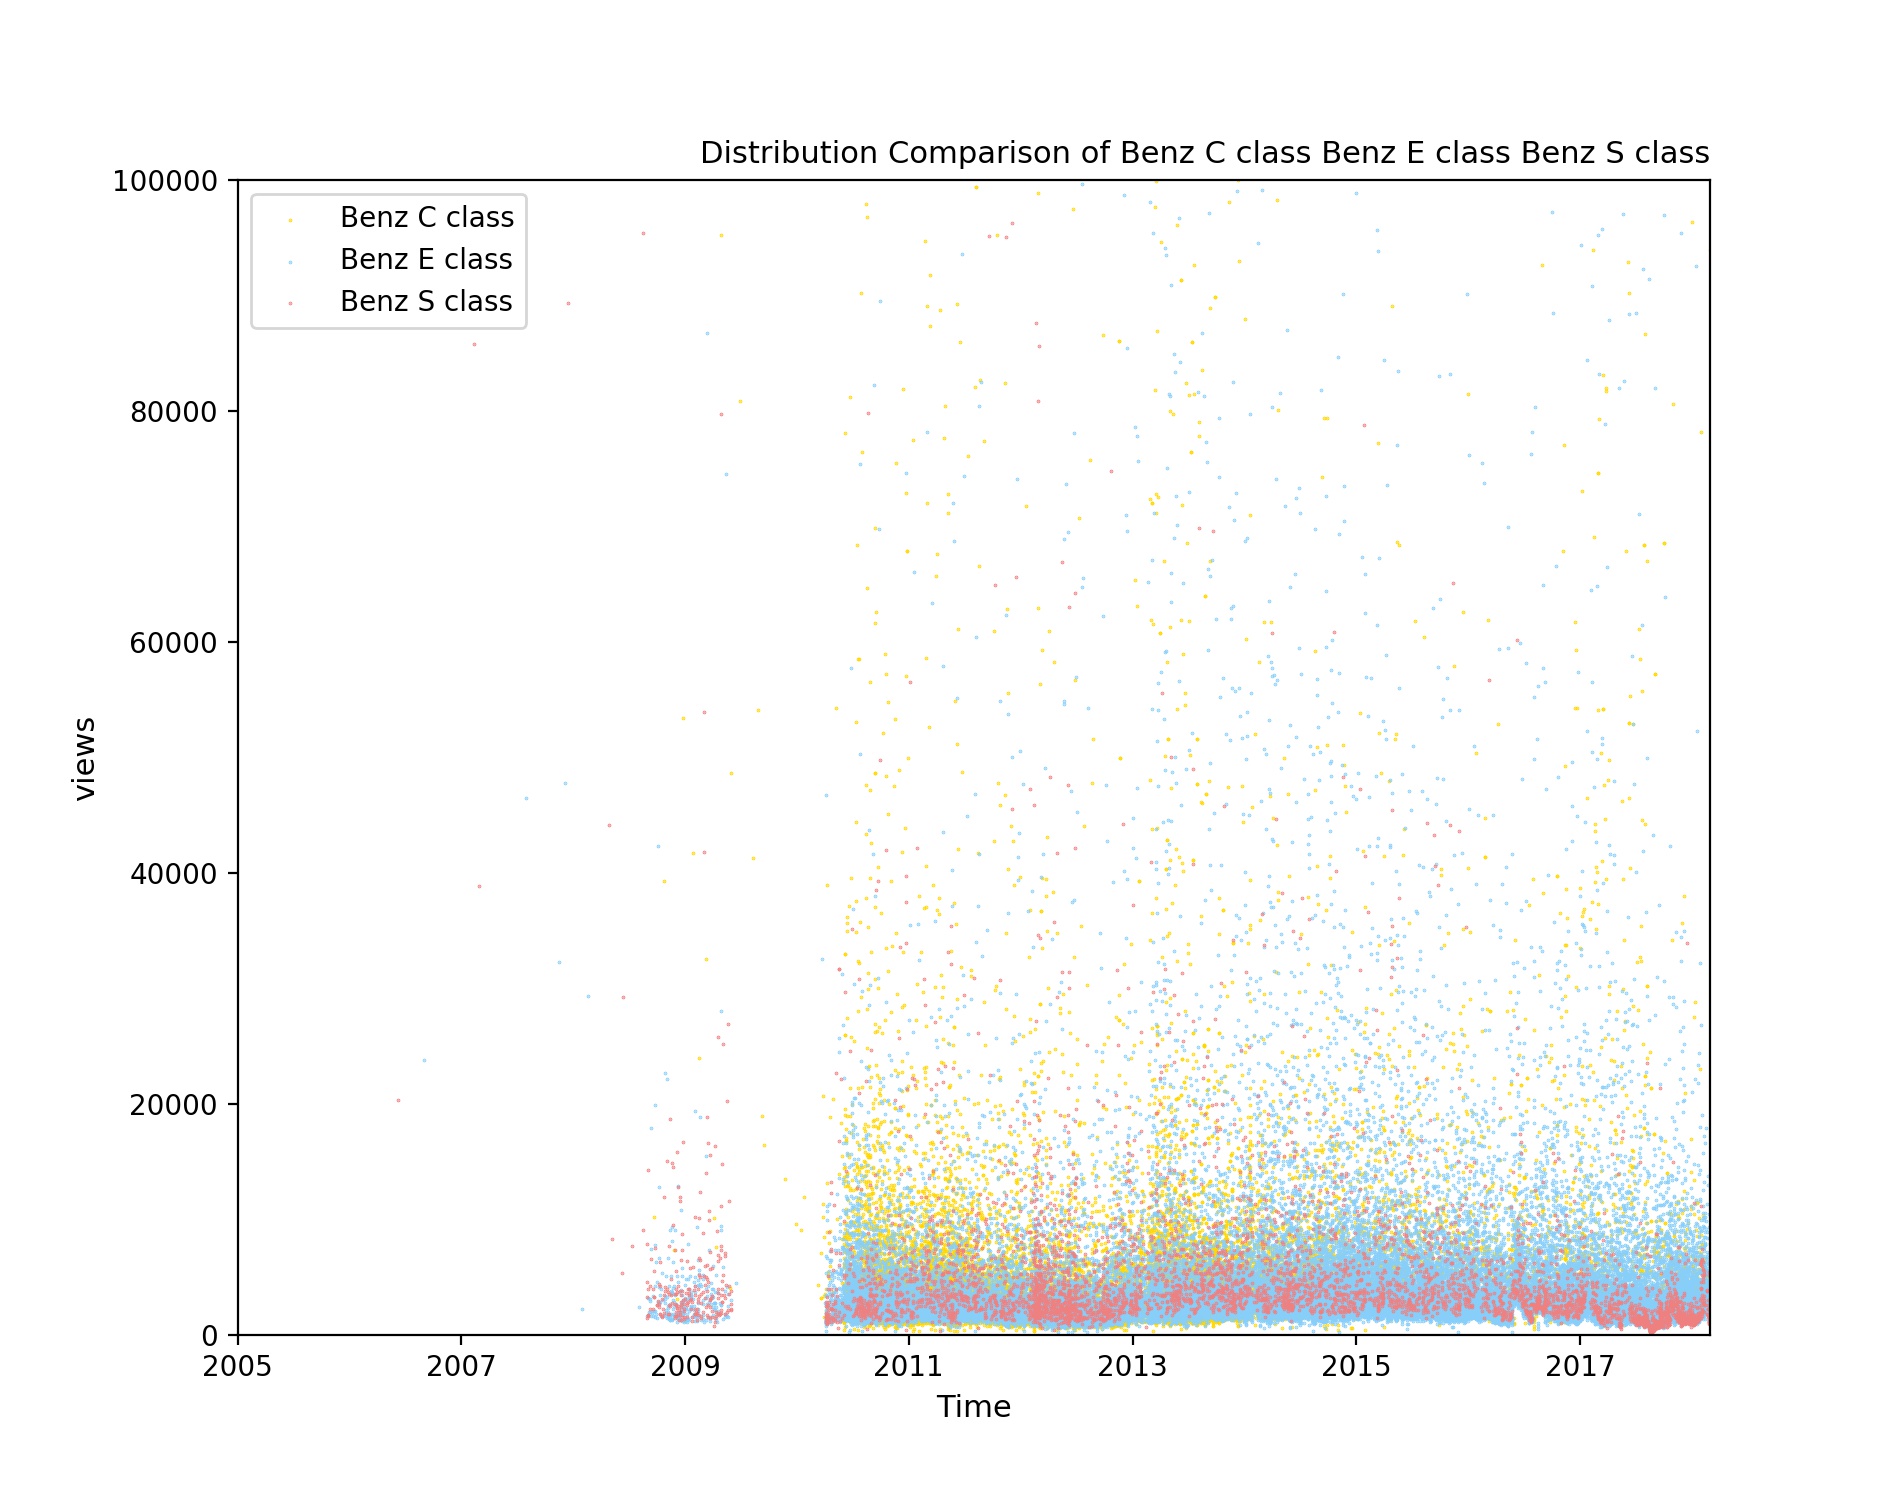 Distribution Comparison of Benz C class Benz E class Benz S class
100000
80000
60000
40000
20000
0
views
Benz C class
Benz E class
Benz S class
2005 2007 2009 2011 2013 2015 2017
Time